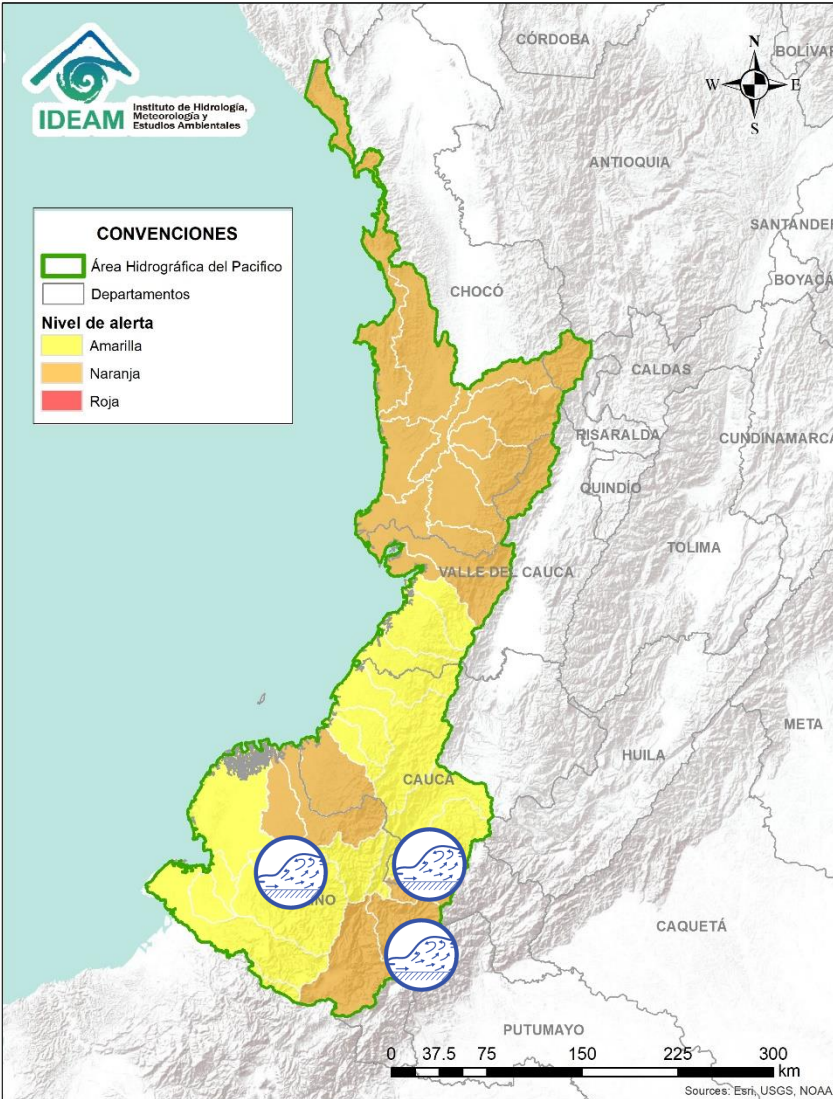 IDEAM
Instituto de Hidrología,
Meteorología y
Estudios Ambientales
CÓRDOBA
BOLÍVAR
N
W
E
S
ANTIOQUIA
SANTANDER
BOYACÁ
CONVENCIONES
Área Hidrográfica del Pacifico
Departamentos
Nivel de alerta
Amarilla
Naranja
Roja
CHOCÓ
CALDAS
RISARALDA
CUNDINAMARCA
QUINDÍO
TOLIMA
VALLE DEL CAUCA
META
HUILA
CAUCA
ÑO
CAQUETÁ
PUTUMAYO
0 37.5 75 150 225 300
km
Sources: Esri, USGS, NOAA